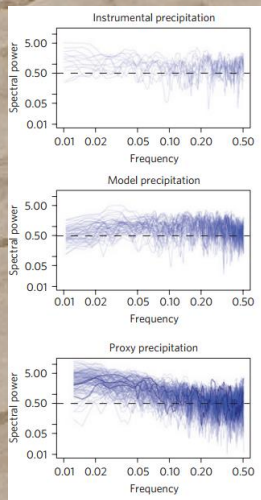 Instrumental precipitation
Spectral power
5.00
0.50
0.05
0.01
0.01 0.02 0.05 0.10 0.20 0.50
Frequency
Model precipitation
Spectral power
5.00
0.50
0.05
0.01
0.01 0.02 0.05 0.10 0.20 0.50
Frequency
Proxy precipitation
Spectral power
5.00
0.50
0.05
0.01
0.01 0.02 0.05 0.10 0.20 0.50
Frequency